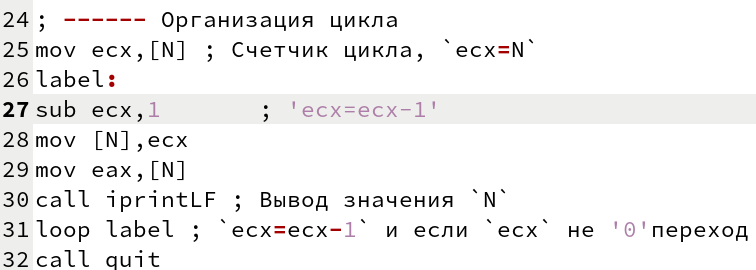 24 ; ------ Организация цикла
25 mov ecx,[N] ; Счетчик цикла, `ecx=N`
26 label:
27 sub ecx,1       ; 'ecx=ecx-1'
28 mov [N],ecx
29 mov eax,[N]
30 call iprintLF ; Вывод значения `N`
31 loop label ; `ecx=ecx-1` и если `ecx` не '0'переход
32 call quit